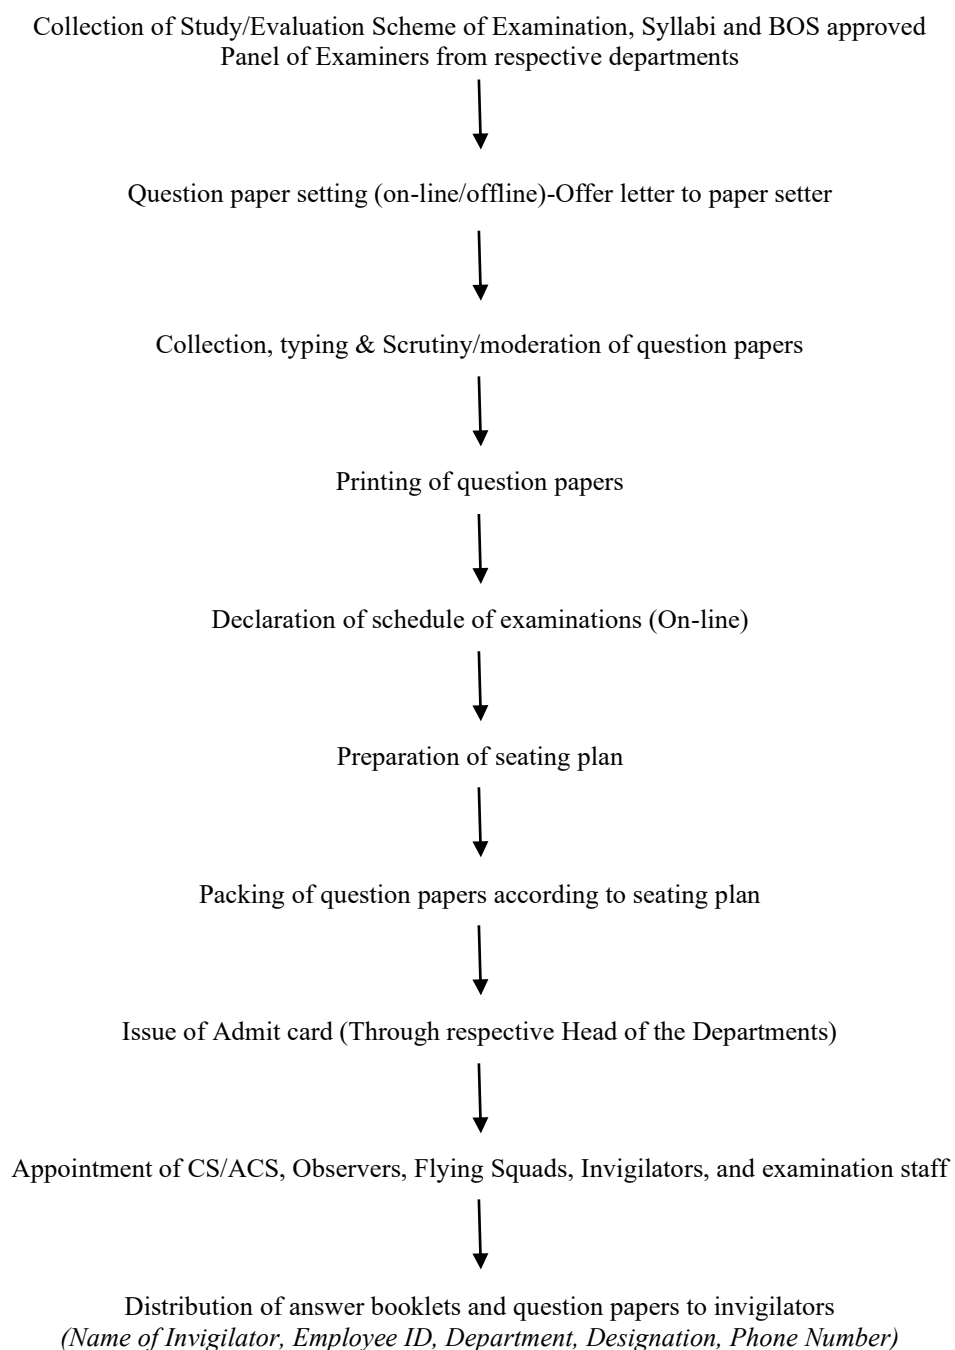 Collection of Study/Evaluation Scheme of Examination, Syllabi and BOS approved
Panel of Examiners from respective departments
Question paper setting (on-line/offline)-Offer letter to paper setter
Collection, typing & Scrutiny/moderation of question papers
Printing of question papers
Declaration of schedule of examinations (On-line)
Preparation of seating plan
Packing of question papers according to seating plan
Issue of Admit card (Through respective Head of the Departments)
Appointment of CS/ACS, Observers, Flying Squads, Invigilators, and examination staff
Distribution of answer booklets and question papers to invigilators
(Name of Invigilator, Employee ID, Department, Designation, Phone Number)